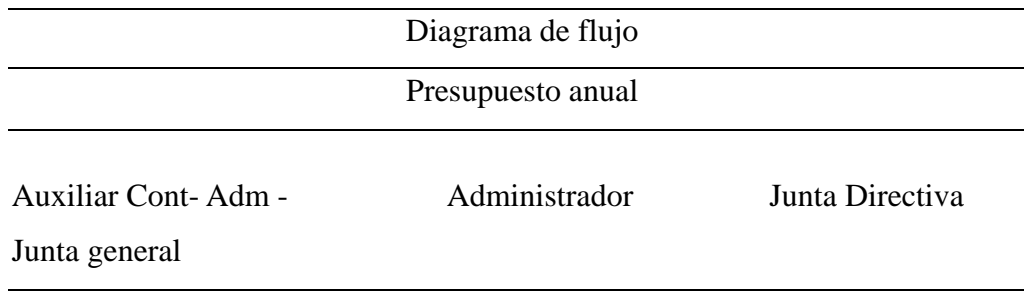 Diagrama de flujo
Presupuesto anual
Auxiliar Cont- Adm - Administrador Junta Directiva
Junta general